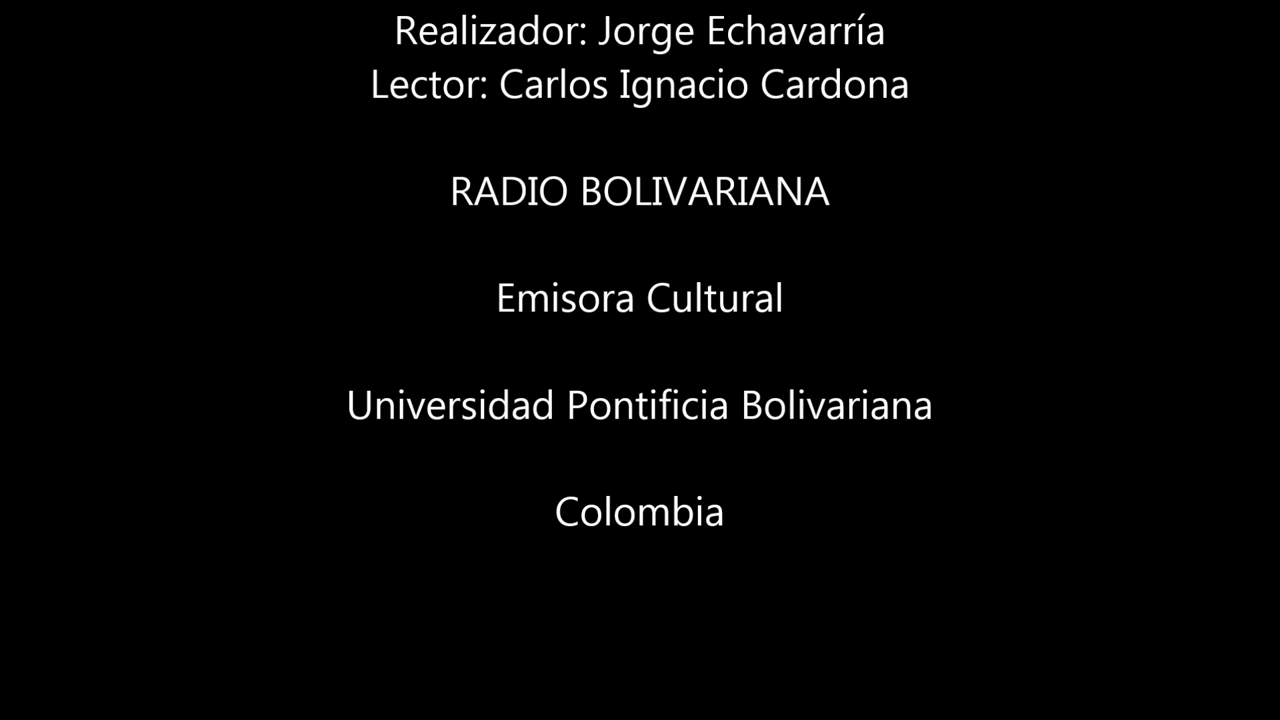 Realizador: Jorge Echavarría
Lector: Carlos Ignacio Cardona
RADIO BOLIVARIANA
Emisora Cultural
Universidad Pontificia Bolivariana
Colombia